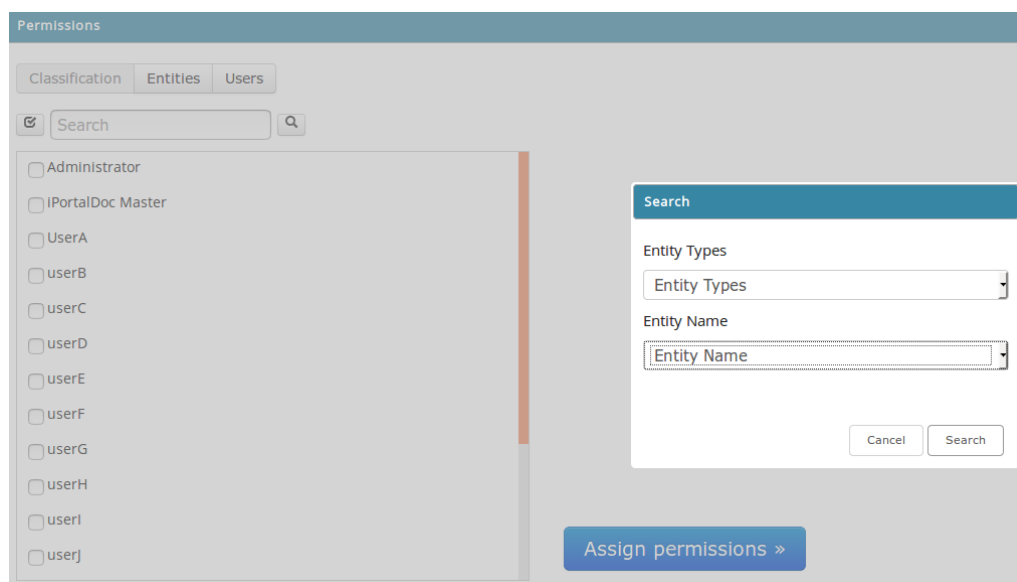 Permissions
Classification Entities Users
Search
Administrator
iPortalDoc Master
UserA
userB
userC
userD
userE
userF
userG
userH
userI
userJ
Search
Entity Types
Entity Types
Entity Name
Entity Name
Cancel Search
Assign permissions »